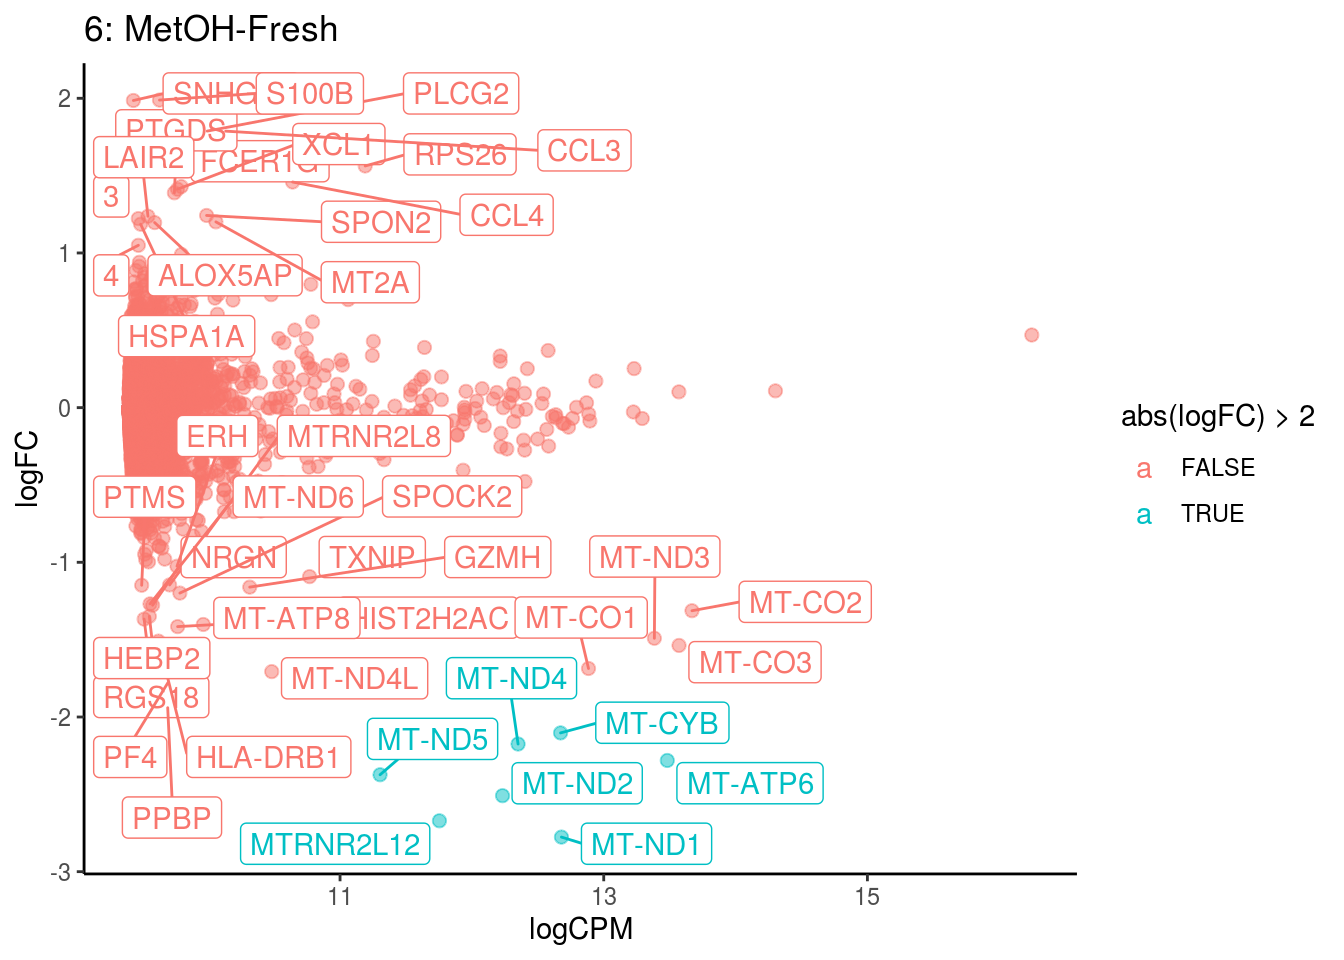 6: MetOH-Fresh
SNHG
S100B
PLCG2
PTGDS
XCL1
CCL3
LAIR2
FCER1G
RPS26
3
SPON2
CCL4
4
ALOX5AP
MT2A
HSPA1A
ERH
MTRNR2L8
PTMS
MT-ND6
SPOCK2
NRGN
TXNIP
GZMH
MT-ND3
MT-CO2
MT-ATP8
HIST2H2AC
MT-CO1
HEBP2
MT-CO3
MT-ND4L
MT-ND4
RGS18
MT-CYB
MT-ND5
PF4
HLA-DRB1
MT-ND2
MT-ATP6
PPBP
MTRNR2L12
MT-ND1
2
1
0
-1
-2
-3
logFC
11
13
15
logCPM
abs(logFC) > 2
a FALSE
a TRUE